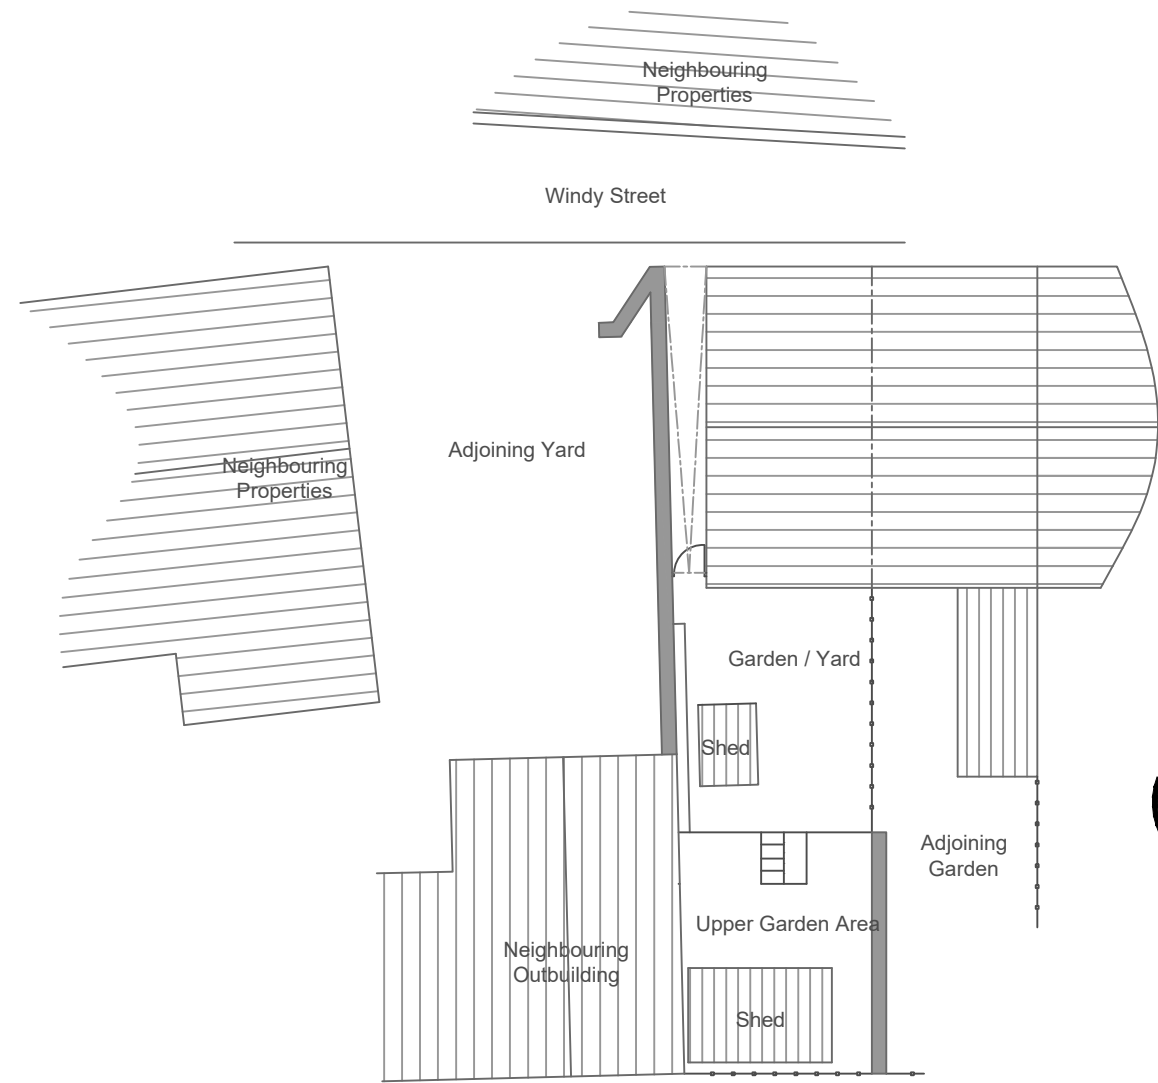 Neighbouring
Properties
Windy Street
Adjoining Yard
Neighbouring
Properties
Garden / Yard
Shed
Adjoining
Garden
Upper Garden Area
Neighbouring
Outbuilding
Shed